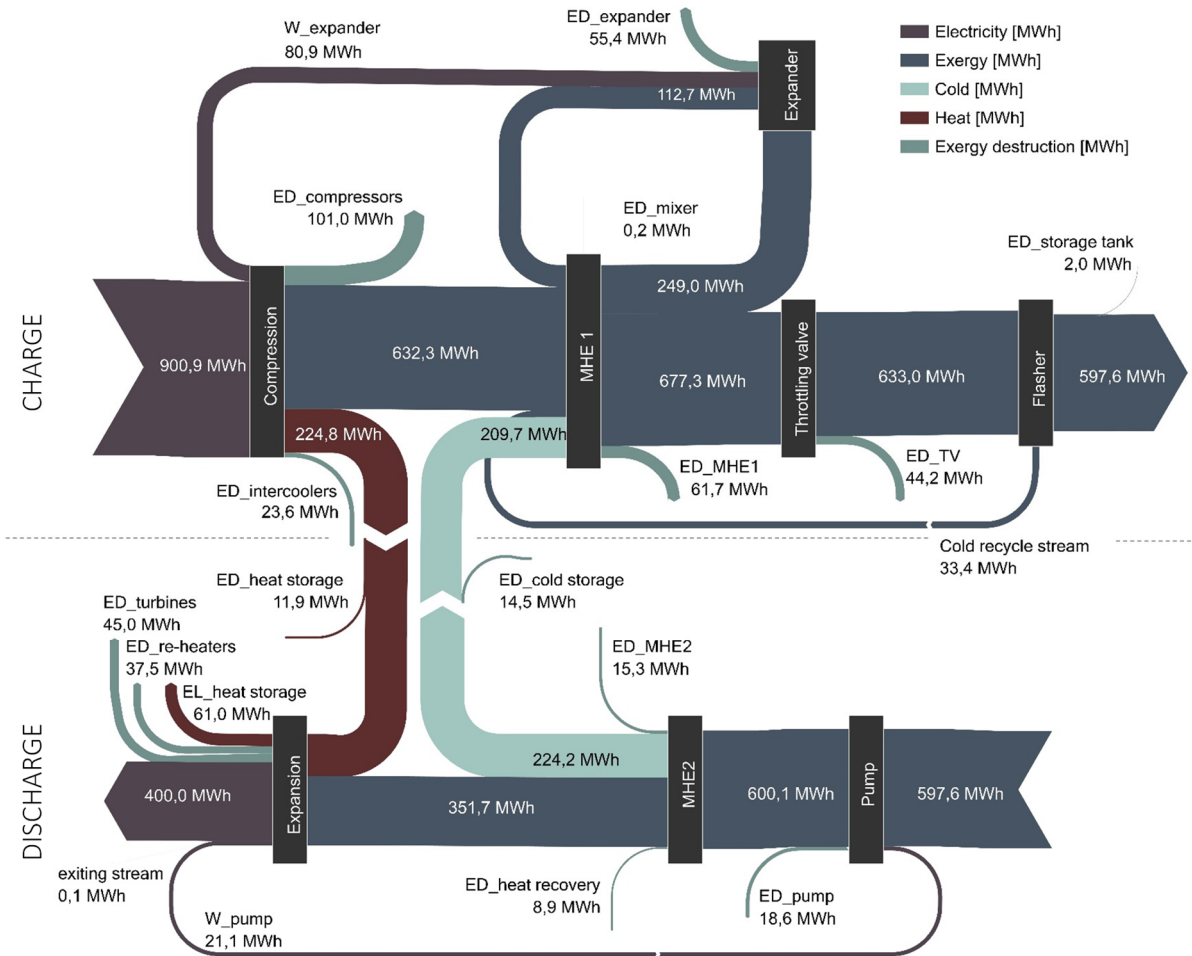 W_expander
80,9 MWh
ED_expander
55,4 MWh
Electricity [MWh]
Exergy [MWh]
Cold [MWh]
Heat [MWh]
Exergy destruction [MWh]
112,7 MWh
Expander
ED_compressors
101,0 MWh
ED_mixer
0,2 MWh
ED_storage tank
2,0 MWh
249,0 MWh
CHARGE
900,9 MWh
Compression
632,3 MWh
MHE 1
677,3 MWh
Throttling valve
633,0 MWh
Flasher
597,6 MWh
224,8 MWh
209,7 MWh
ED_intercoolers
23,6 MWh
ED_MHE1
61,7 MWh
ED_TV
44,2 MWh
Cold recycle stream
33,4 MWh
ED_heat storage
11,9 MWh
ED_cold storage
14,5 MWh
ED_turbines
45,0 MWh
ED_re-heaters
37,5 MWh
EL_heat storage
61,0 MWh
ED_MHE2
15,3 MWh
DISCHARGE
400,0 MWh
Expansion
351,7 MWh
224,2 MWh
MHE2
600,1 MWh
Pump
597,6 MWh
exiting stream
0,1 MWh
W_pump
21,1 MWh
ED_heat recovery
8,9 MWh
ED_pump
18,6 MWh